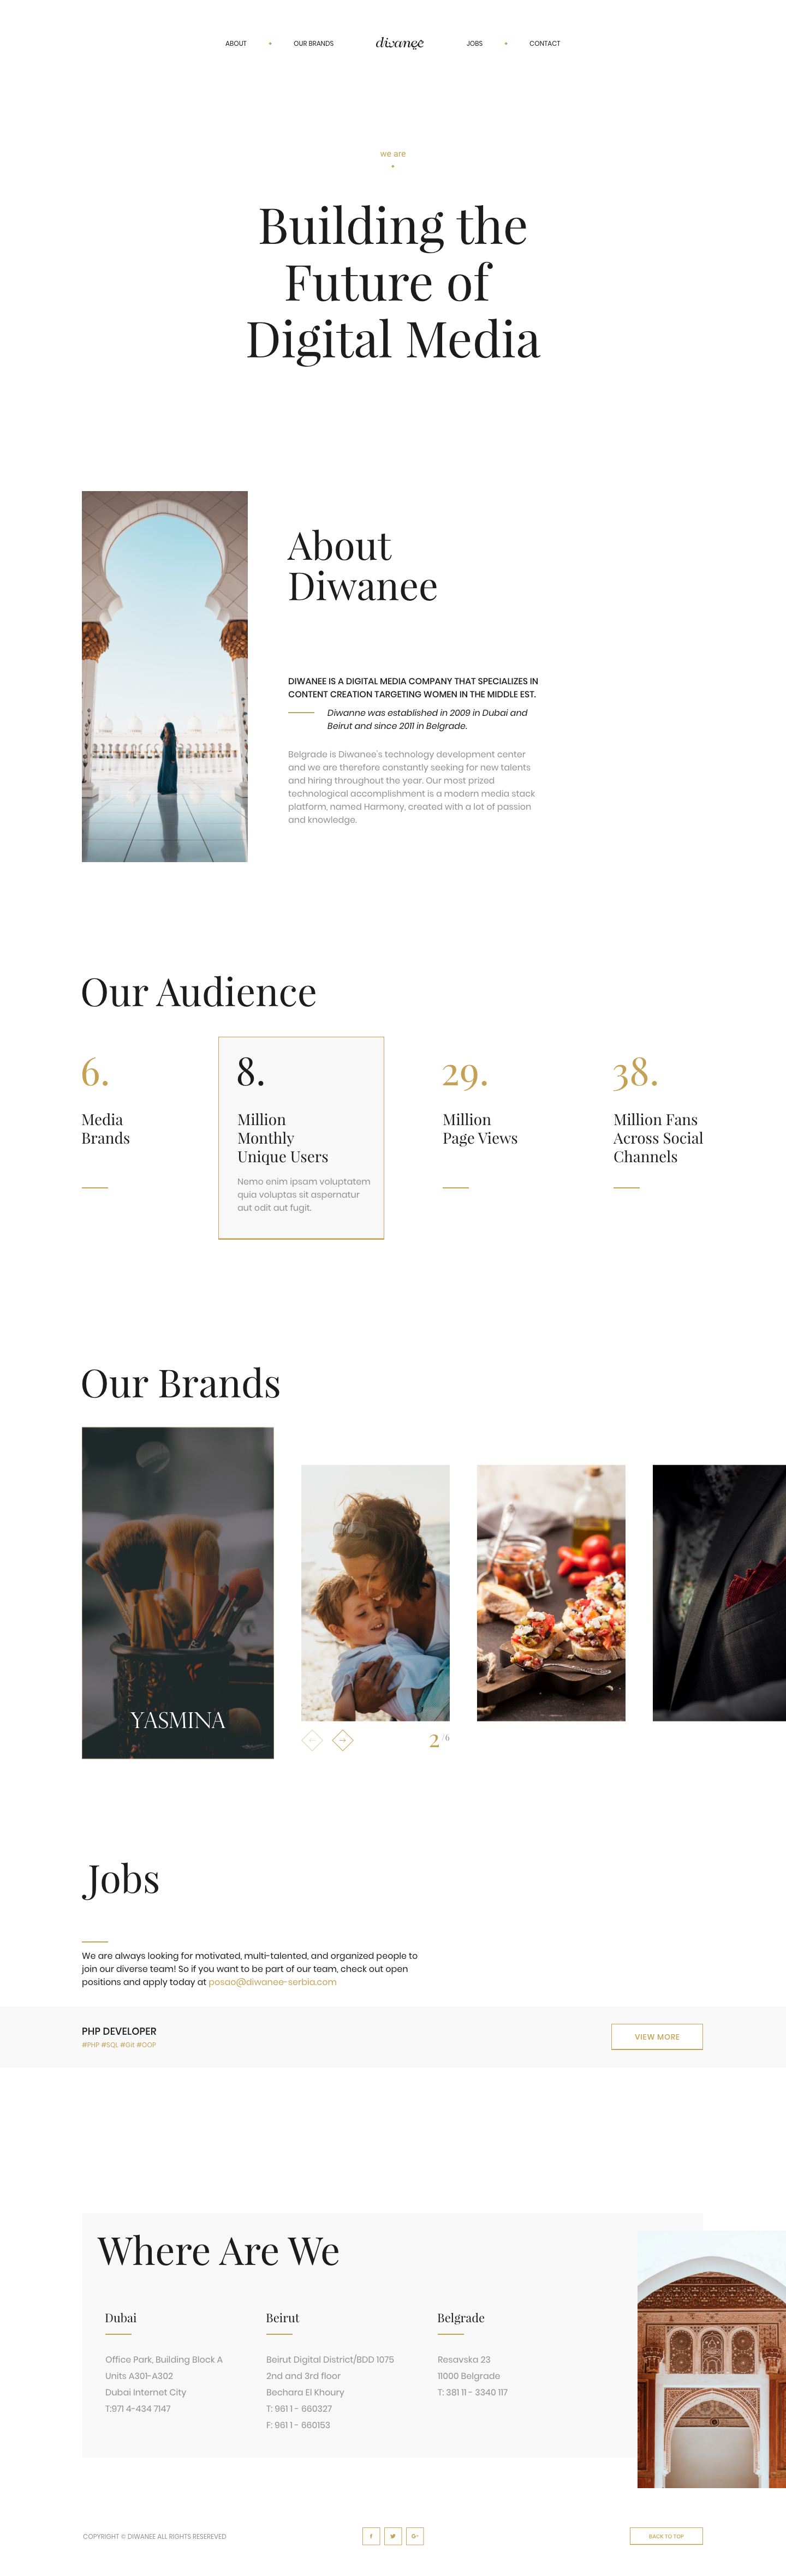 ABOUT
OUR BRANDS
diwanee
JOBS
CONTACT
we are
Building the
Future of
Digital Media
About
Diwanee
DIWANEE IS A DIGITAL MEDIA COMPANY THAT SPECIALIZES IN
CONTENT CREATION TARGETING WOMEN IN THE MIDDLE EST.
Diwanne was established in 2009 in Dubai and
Beirut and since 2011 in Belgrade.
Belgrade is Diwanee's technology development center
and we are therefore constantly seeking for new talents
and hiring throughout the year. Our most prized
technological accomplishment is a modern media stack
platform, named Harmony, created with a lot of passion
and knowledge.
Our Audience
6.
Media
Brands
8.
Million
Monthly
Unique Users
Nemo enim ipsam voluptatem
quia voluptas sit aspernatur
aut odit aut fugit.
29.
Million
Page Views
38.
Million Fans
Across Social
Channels
Our Brands
YASMINA
2 /6
Jobs
We are always looking for motivated, multi-talented, and organized people to
join our diverse team! So if you want to be part of our team, check out open
positions and apply today at posao@diwanee-serbia.com
PHP DEVELOPER
#PHP #SQL #Git #OOP
VIEW MORE
Where Are We
Dubai
Office Park, Building Block A
Units A301-A302
Dubai Internet City
T:971 4-434 7147
Beirut
Beirut Digital District/BDD 1075
2nd and 3rd floor
Bechara El Khoury
T: 961 1 - 660327
F: 961 1 - 660153
Belgrade
Resavska 23
11000 Belgrade
T: 381 11 - 3340 117
COPYRIGHT © DIWANEE ALL RIGHTS RESEREVED
f
G+
BACK TO TOP